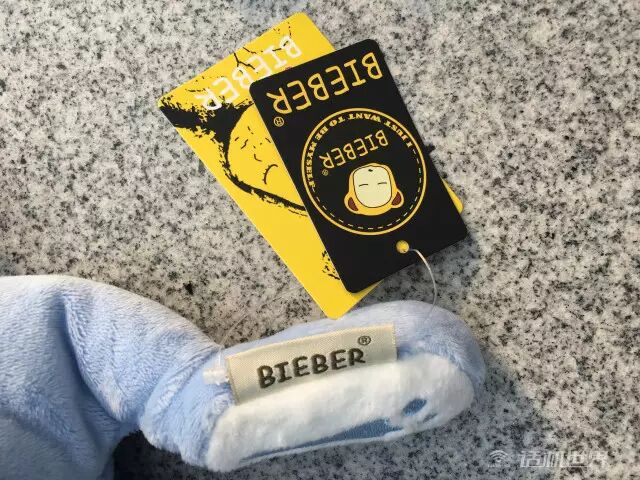 BIEBER
BIEBER
®
I JUST WANT TO BE MYSELF
BIEBER
®
BIEBER®
话机世界